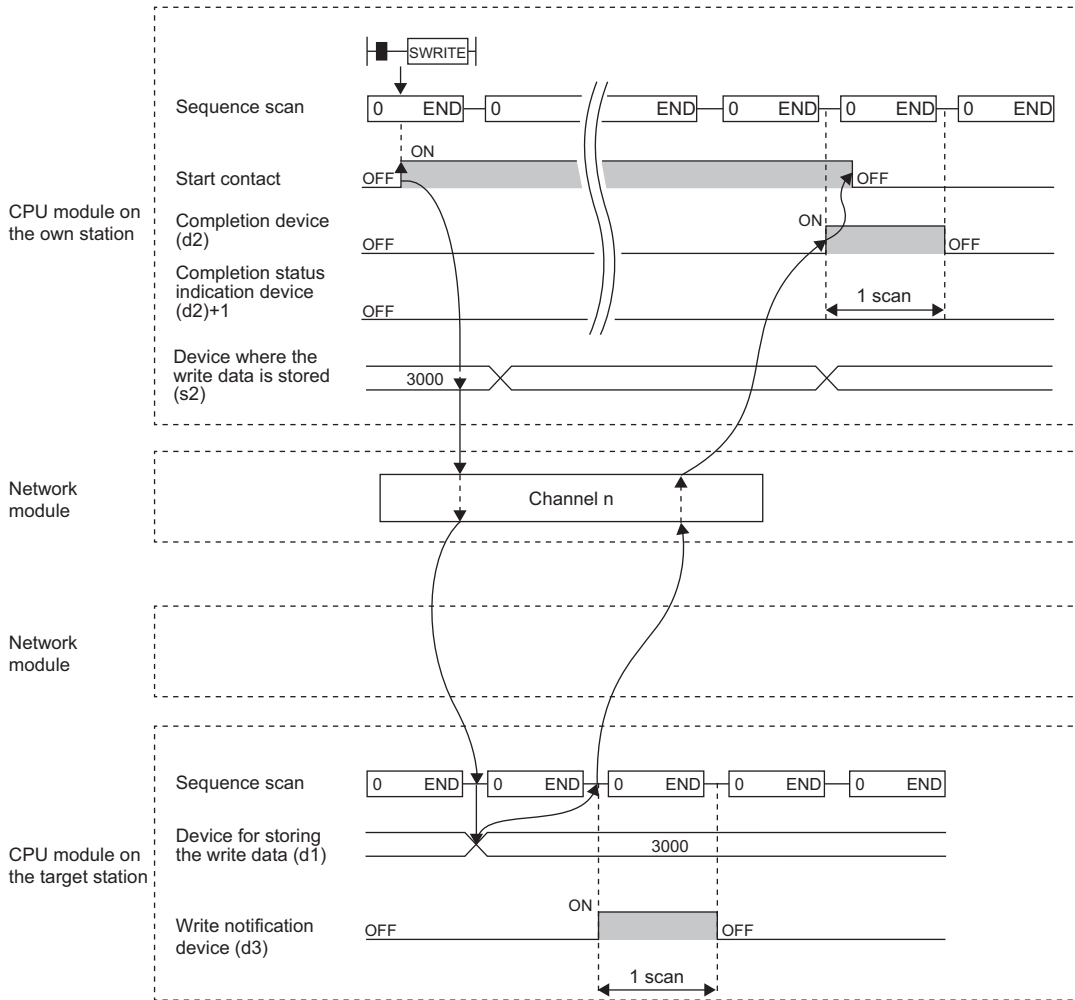 SWRITE
Sequence scan
0 END 0 END 0 END 0 END 0 END
ON
Start contact
OFF OFF
CPU module on
the own station
Completion device
(d2)
ON
OFF OFF
Completion status
indication device
(d2)+1
OFF
1 scan
Device where the
write data is stored
(s2)
3000
Network
module
Channel n
Network
module
Sequence scan
0 END 0 END 0 END 0 END 0 END
CPU module on
the target station
Device for storing
the write data (d1)
3000
Write notification
device (d3)
ON
OFF OFF
1 scan